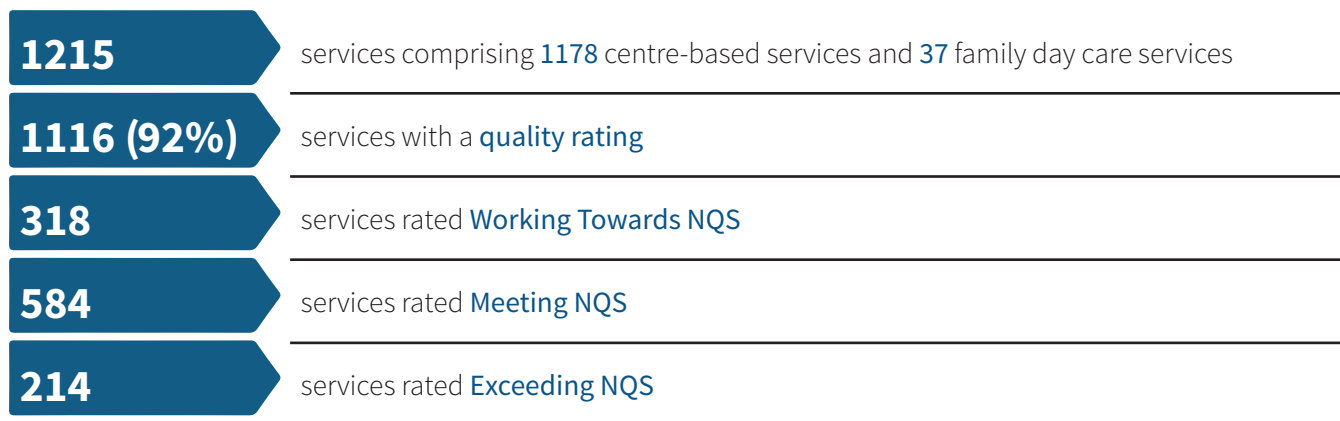 1215 services comprising 1178 centre-based services and 37 family day care services
1116 (92%) services with a quality rating
318 services rated Working Towards NQS
584 services rated Meeting NQS
214 services rated Exceeding NQS